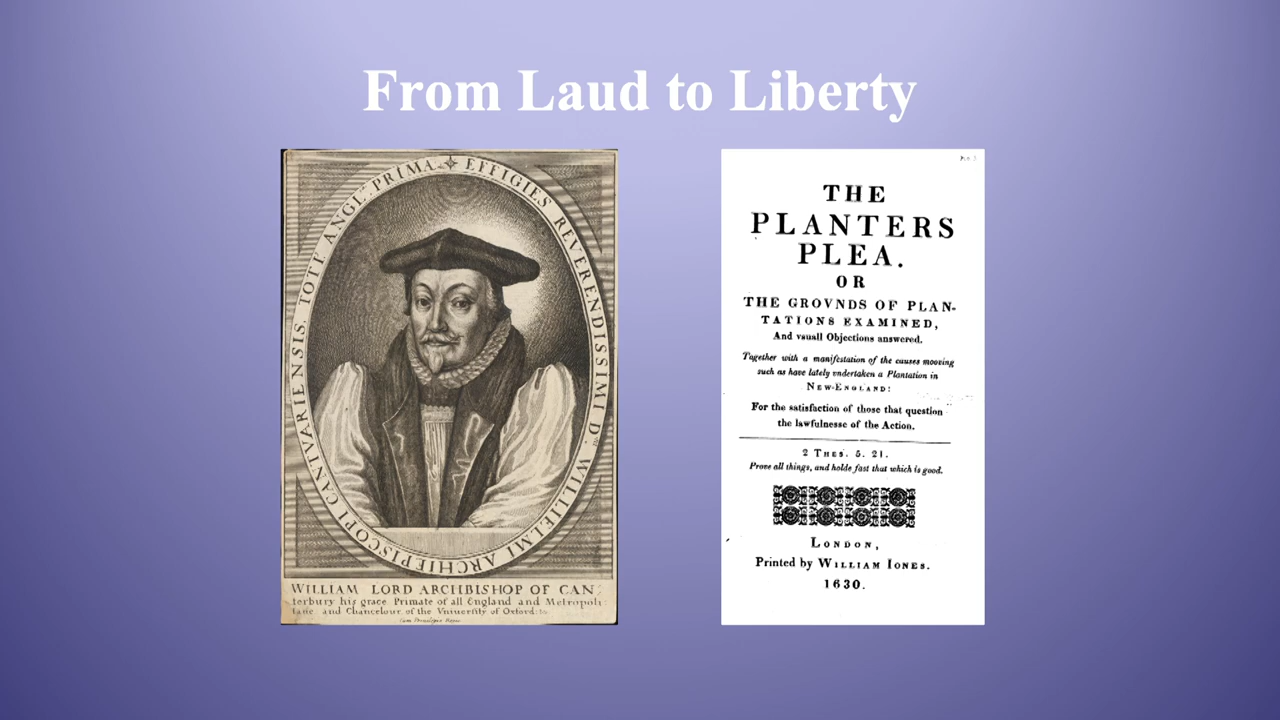 From Laud to Liberty
PRIMA EFFIGIES REVERENDISSIMI D. WILLIELMI ARCHIEPISCOPI CANTVARIENSIS, TOTI' ANGL:
WILLIAM LORD ARCHBISHOP OF CAN
terbury his grace Primate of all England and Metropoli:
tane and Chancelour of the Vniuersity of Oxford:
THE
PLANTERS
PLEA.
OR
THE GROVNDS OF PLAN-
TATIONS EXAMINED,
And vsuall Objections answered.
Together with a manifestation of the causes mooving
such as have lately vndertaken a Plantation in
NEW-ENGLAND:
For the satisfaction of those that question
the lawfulnesse of the Action.
2 THES. 5. 21.
Prove all things, and holde fast that which is good.
LONDON,
Printed by WILLIAM IONES.
1630.